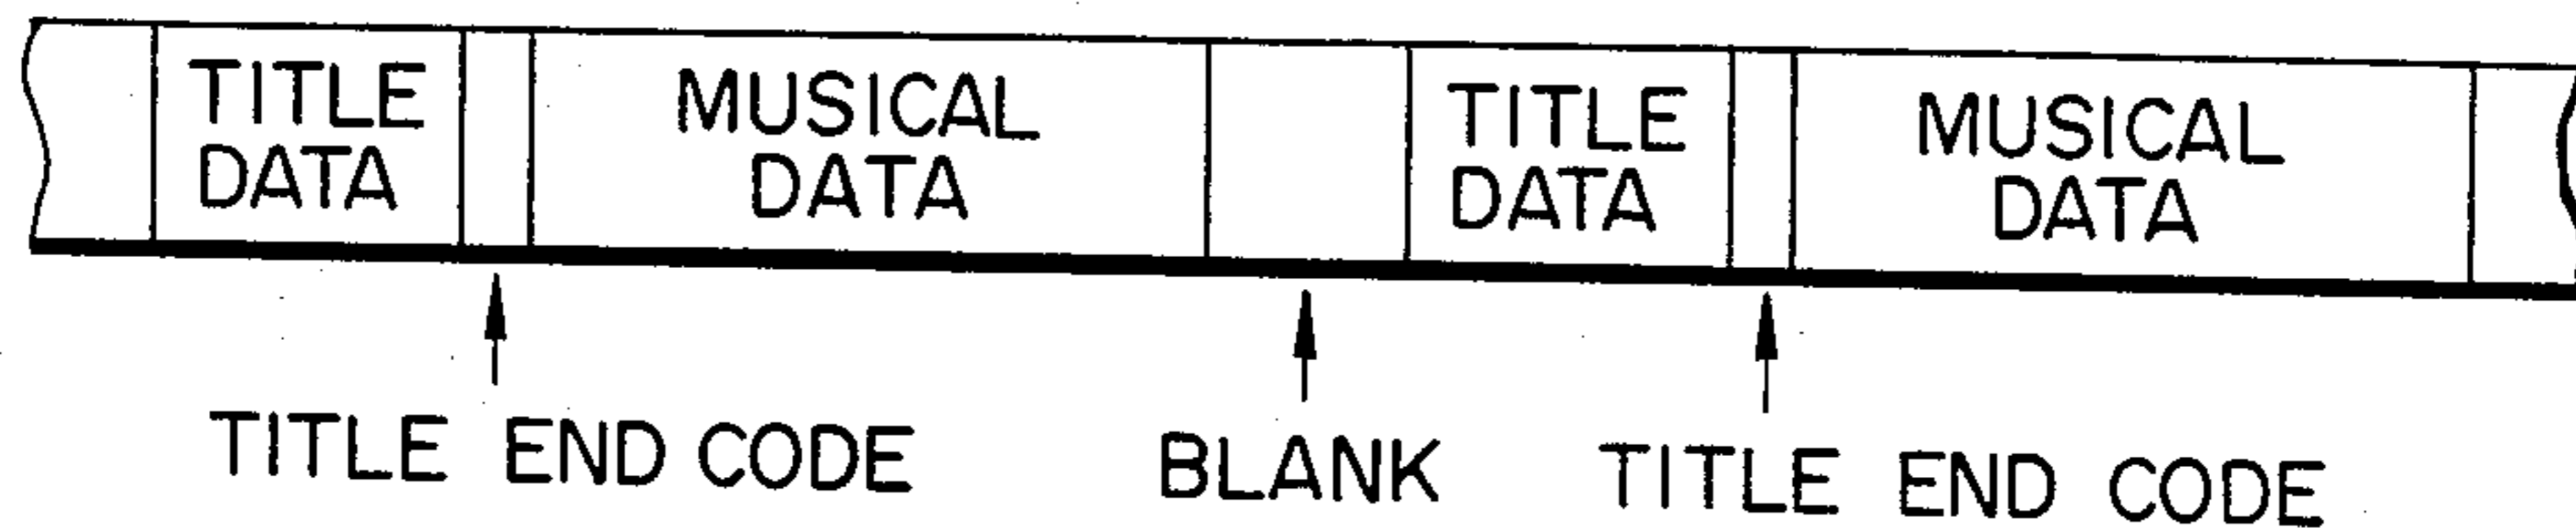 TITLE
DATA
MUSICAL
DATA
TITLE
DATA
MUSICAL
DATA
TITLE END CODE
BLANK
TITLE END CODE